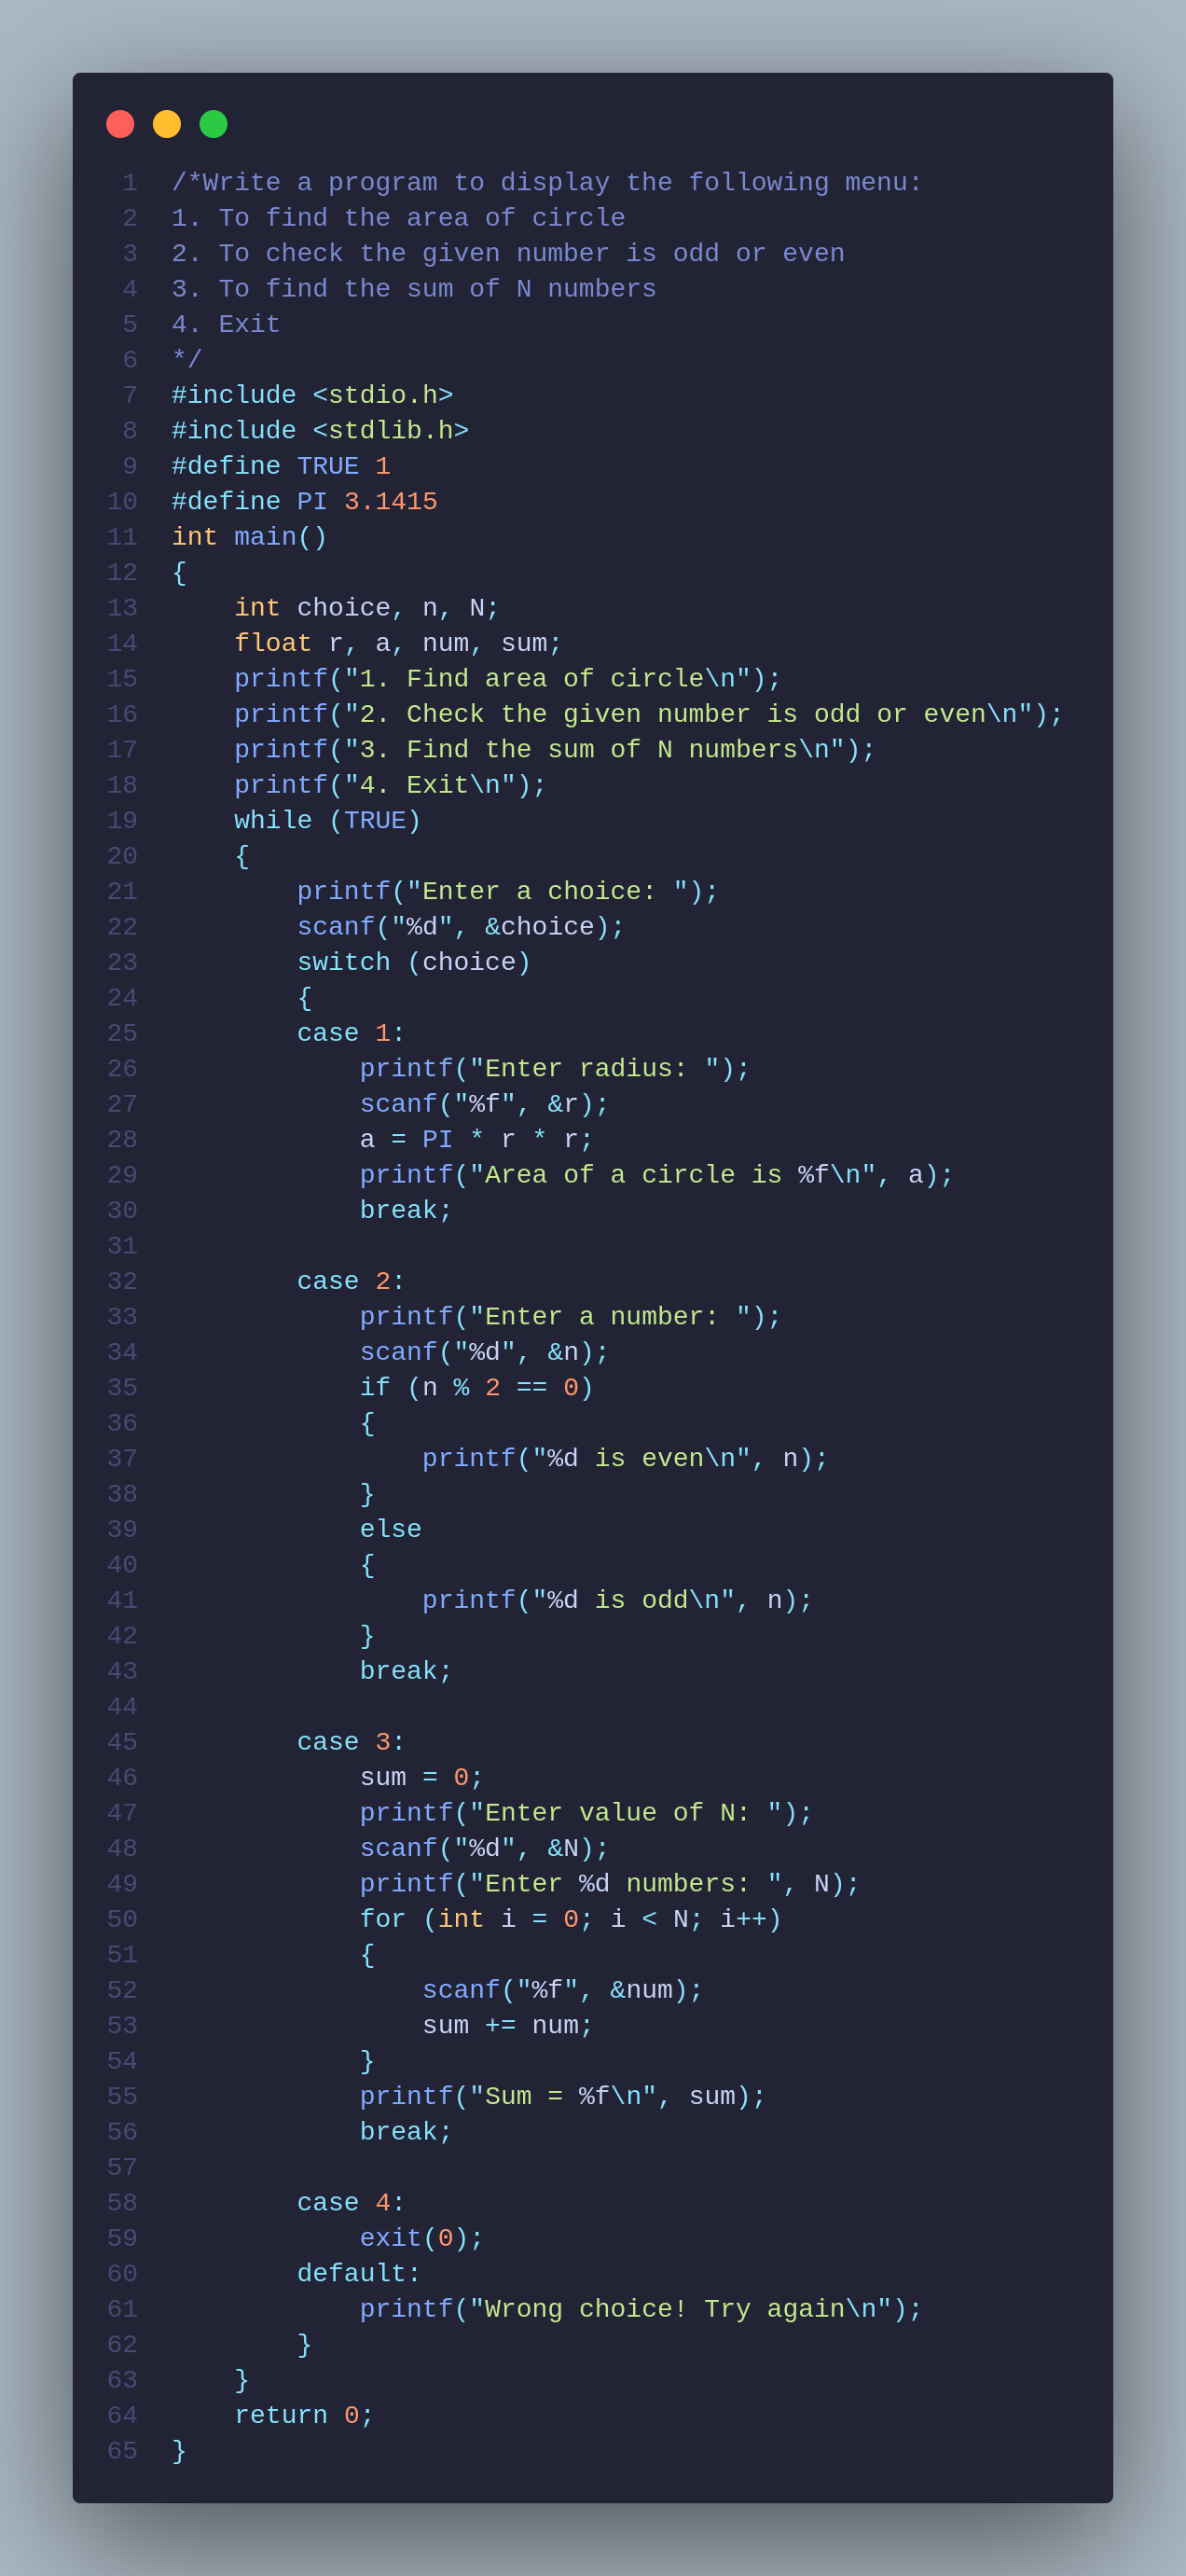 1 /*Write a program to display the following menu:
2 1. To find the area of circle
3 2. To check the given number is odd or even
4 3. To find the sum of N numbers
5 4. Exit
6 */
7 #include <stdio.h>
8 #include <stdlib.h>
9 #define TRUE 1
10 #define PI 3.1415
11 int main()
12 {
13     int choice, n, N;
14     float r, a, num, sum;
15     printf("1. Find area of circle\n");
16     printf("2. Check the given number is odd or even\n");
17     printf("3. Find the sum of N numbers\n");
18     printf("4. Exit\n");
19     while (TRUE)
20     {
21         printf("Enter a choice: ");
22         scanf("%d", &choice);
23         switch (choice)
24         {
25         case 1:
26             printf("Enter radius: ");
27             scanf("%f", &r);
28             a = PI * r * r;
29             printf("Area of a circle is %f\n", a);
30             break;
31
32         case 2:
33             printf("Enter a number: ");
34             scanf("%d", &n);
35             if (n % 2 == 0)
36             {
37                 printf("%d is even\n", n);
38             }
39             else
40             {
41                 printf("%d is odd\n", n);
42             }
43             break;
44
45         case 3:
46             sum = 0;
47             printf("Enter value of N: ");
48             scanf("%d", &N);
49             printf("Enter %d numbers: ", N);
50             for (int i = 0; i < N; i++)
51             {
52                 scanf("%f", &num);
53                 sum += num;
54             }
55             printf("Sum = %f\n", sum);
56             break;
57
58         case 4:
59             exit(0);
60         default:
61             printf("Wrong choice! Try again\n");
62         }
63     }
64     return 0;
65 }